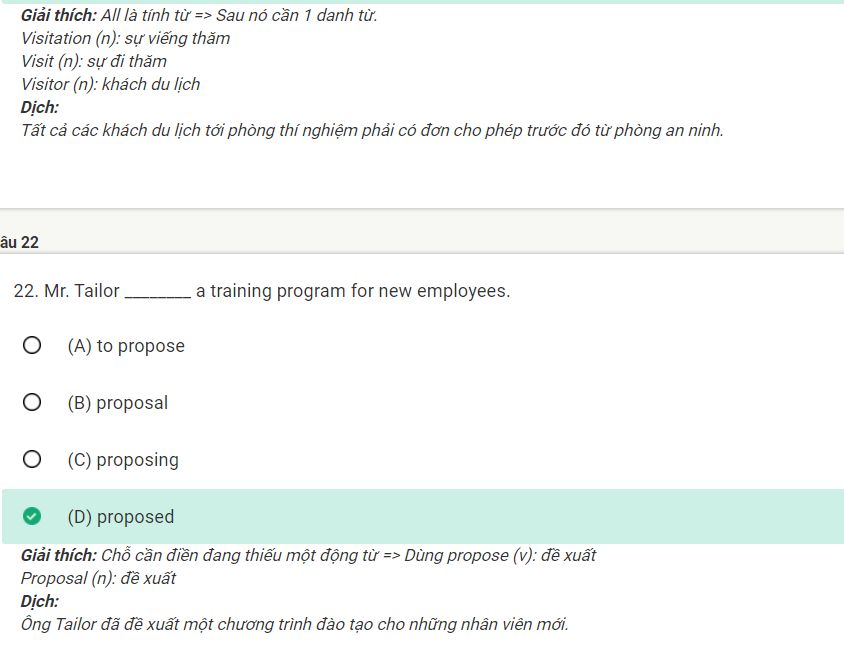 Giải thích: All là tính từ => Sau nó cần 1 danh từ.
Visitation (n): sự viếng thăm
Visit (n): sự đi thăm
Visitor (n): khách du lịch
Dịch:
Tất cả các khách du lịch tới phòng thí nghiệm phải có đơn cho phép trước đó từ phòng an ninh.
âu 22
22. Mr. Tailor ________ a training program for new employees.
(A) to propose
(B) proposal
(C) proposing
(D) proposed
Giải thích: Chỗ cần điền đang thiếu một động từ => Dùng propose (v): đề xuất
Proposal (n): đề xuất
Dịch:
Ông Tailor đã đề xuất một chương trình đào tạo cho những nhân viên mới.